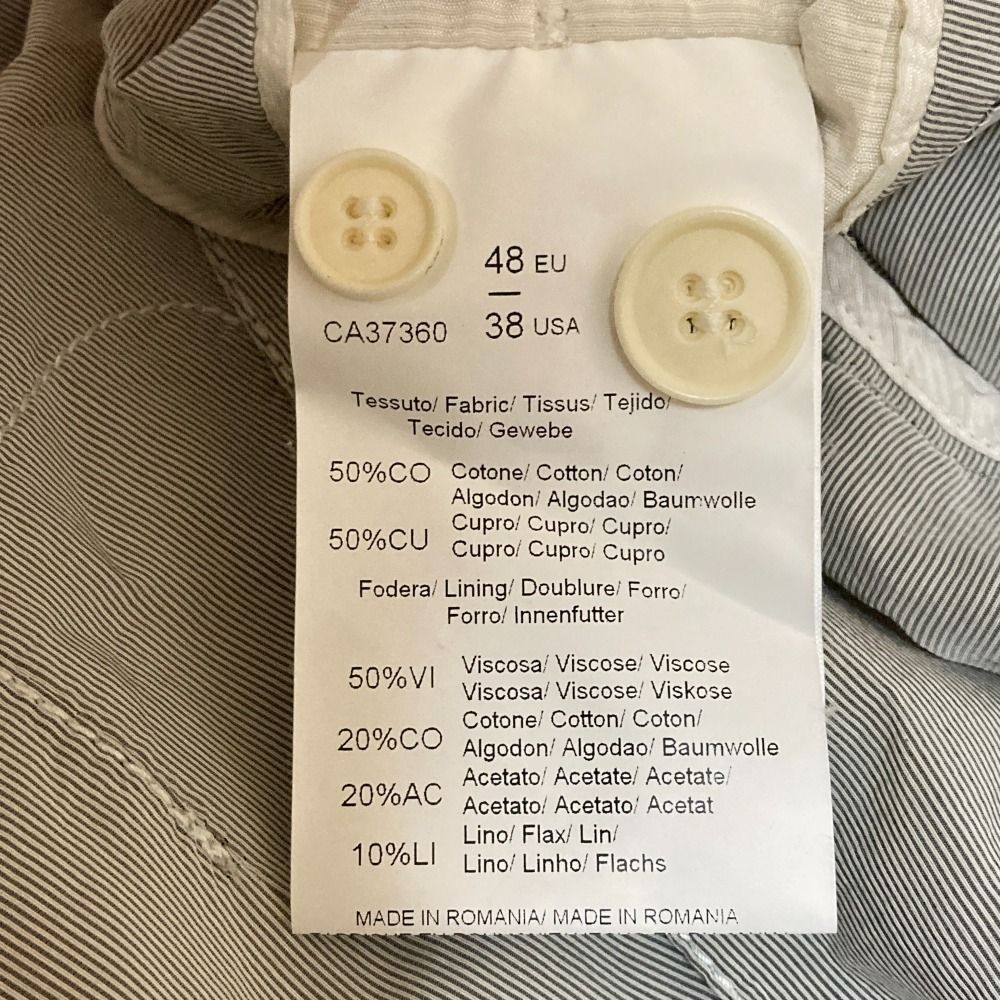 48 EU
CA37360 38 USA
Tessuto/ Fabric/ Tissus/ Tejido/
Tecido/ Gewebe
50%CO Cotone/ Cotton/ Coton/
Algodon/ Algodao/ Baumwolle
50%CU Cupro/ Cupro/ Cupro/
Cupro/ Cupro/ Cupro
Fodera/ Lining/ Doublure/ Forro/
Forro/ Innenfutter
50%VI Viscosa/ Viscose/ Viscose
Viscosa/ Viscose/ Viskose
20%CO Cotone/ Cotton/ Coton/
Algodon/ Algodao/ Baumwolle
20%AC Acetato/ Acetate/ Acetate/
Acetato/ Acetato/ Acetat
10%LI Lino/ Flax/ Lin/
Lino/ Linho/ Flachs
MADE IN ROMANIA/ MADE IN ROMANIA